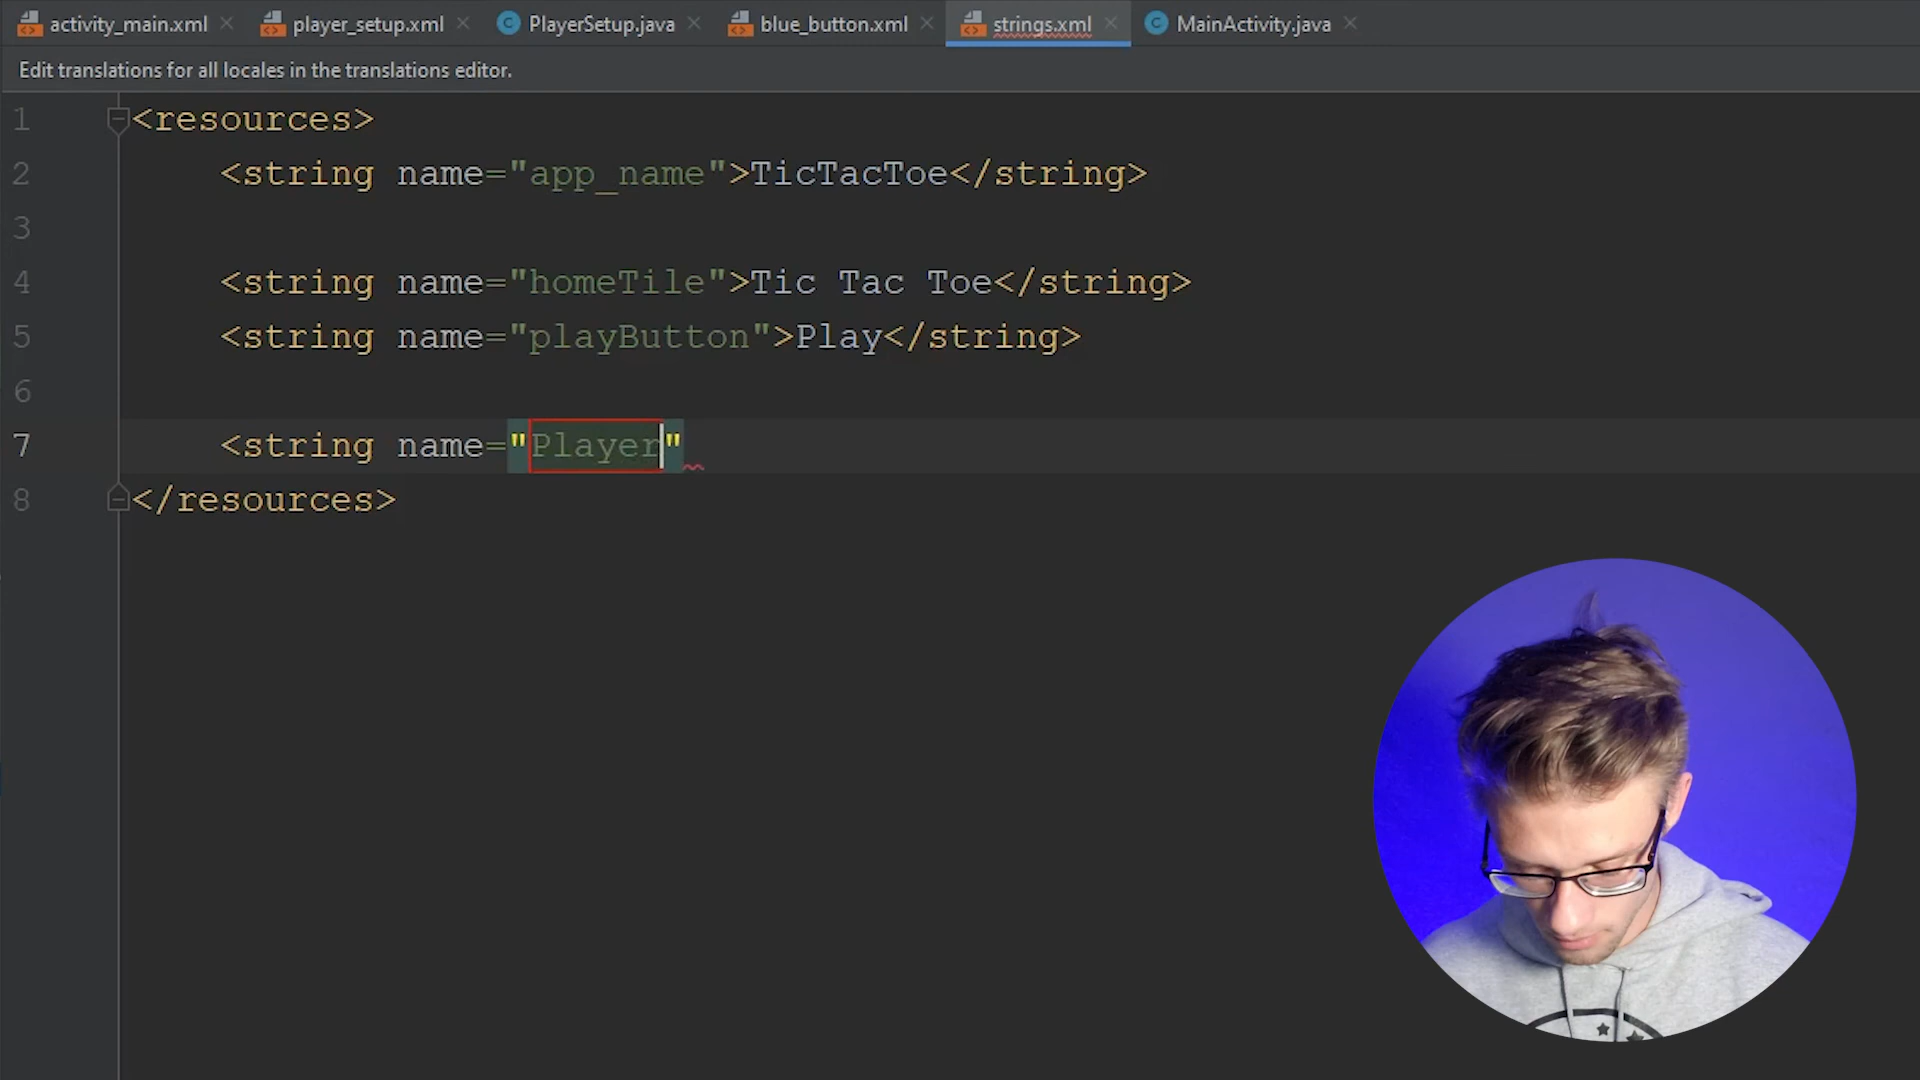 activity_main.xml player_setup.xml PlayerSetup.java blue_button.xml strings.xml MainActivity.java
Edit translations for all locales in the translations editor.
1 <resources>
2 <string name="app_name">TicTacToe</string>
3
4 <string name="homeTile">Tic Tac Toe</string>
5 <string name="playButton">Play</string>
6
7 <string name="Player"
8 </resources>